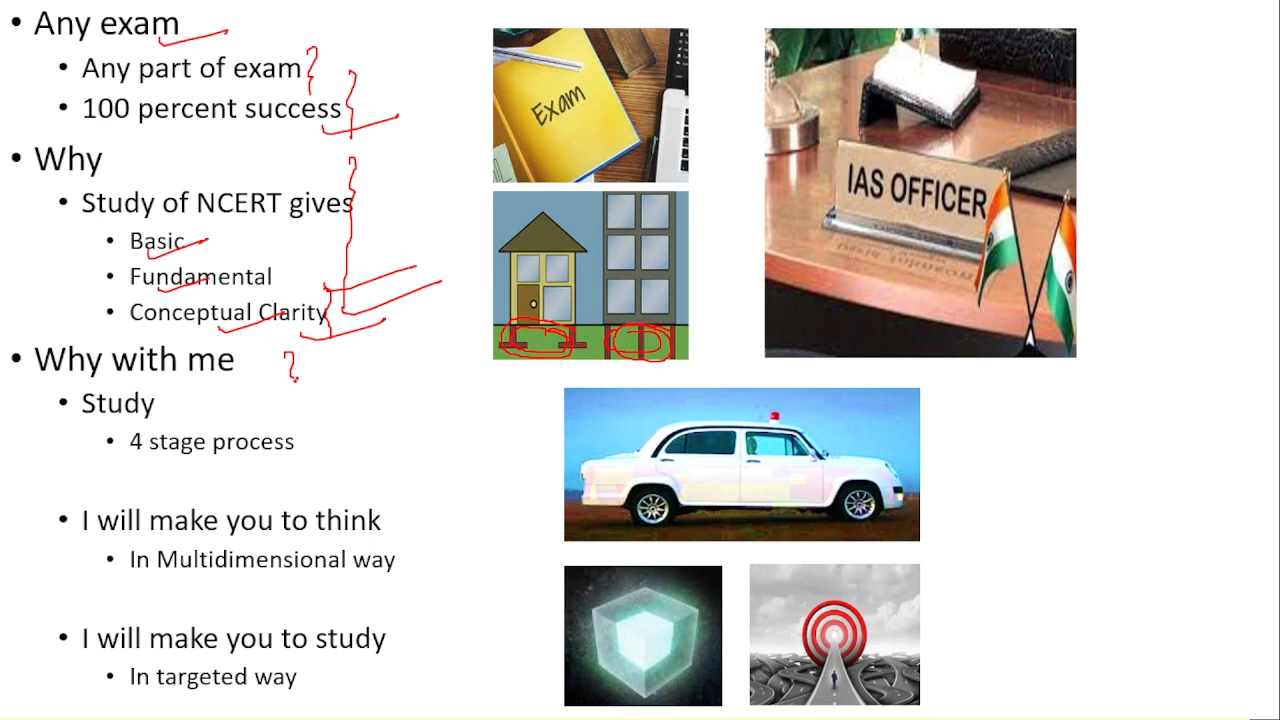 Any exam
Any part of exam
100 percent success
Why
Study of NCERT gives
Basic
Fundamental
Conceptual Clarity
Why with me
?
Study
4 stage process
I will make you to think
In Multidimensional way
I will make you to study
In targeted way
Exam
IAS OFFICER